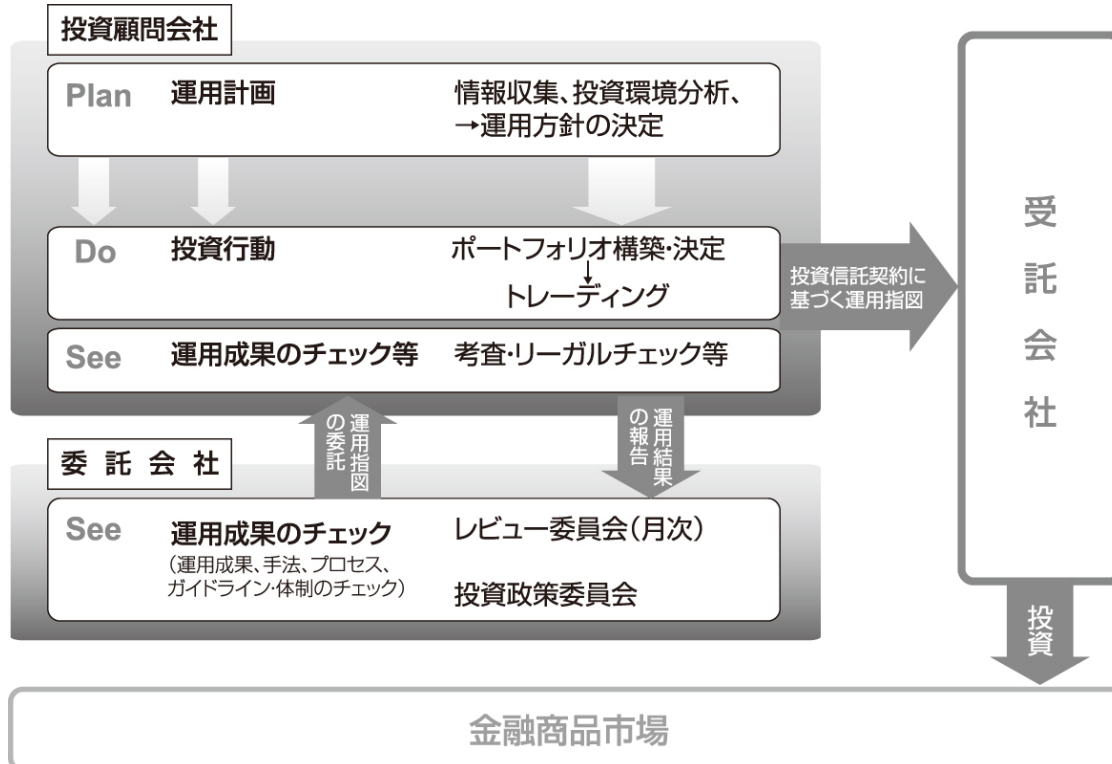 投資顧問会社
Plan 運用計画 情報収集、投資環境分析、
→運用方針の決定
Do 投資行動 ポートフォリオ構築・決定
トレーディング
See 運用成果のチェック等 考査・リーガルチェック等
投資信託契約に
基づく運用指図
受託会社
運用指図
の委託
運用結果
の報告
委託会社
See 運用成果のチェック レビュー委員会(月次)
(運用成果、手法、プロセス、
ガイドライン・体制のチェック)
投資政策委員会
投資
金融商品市場